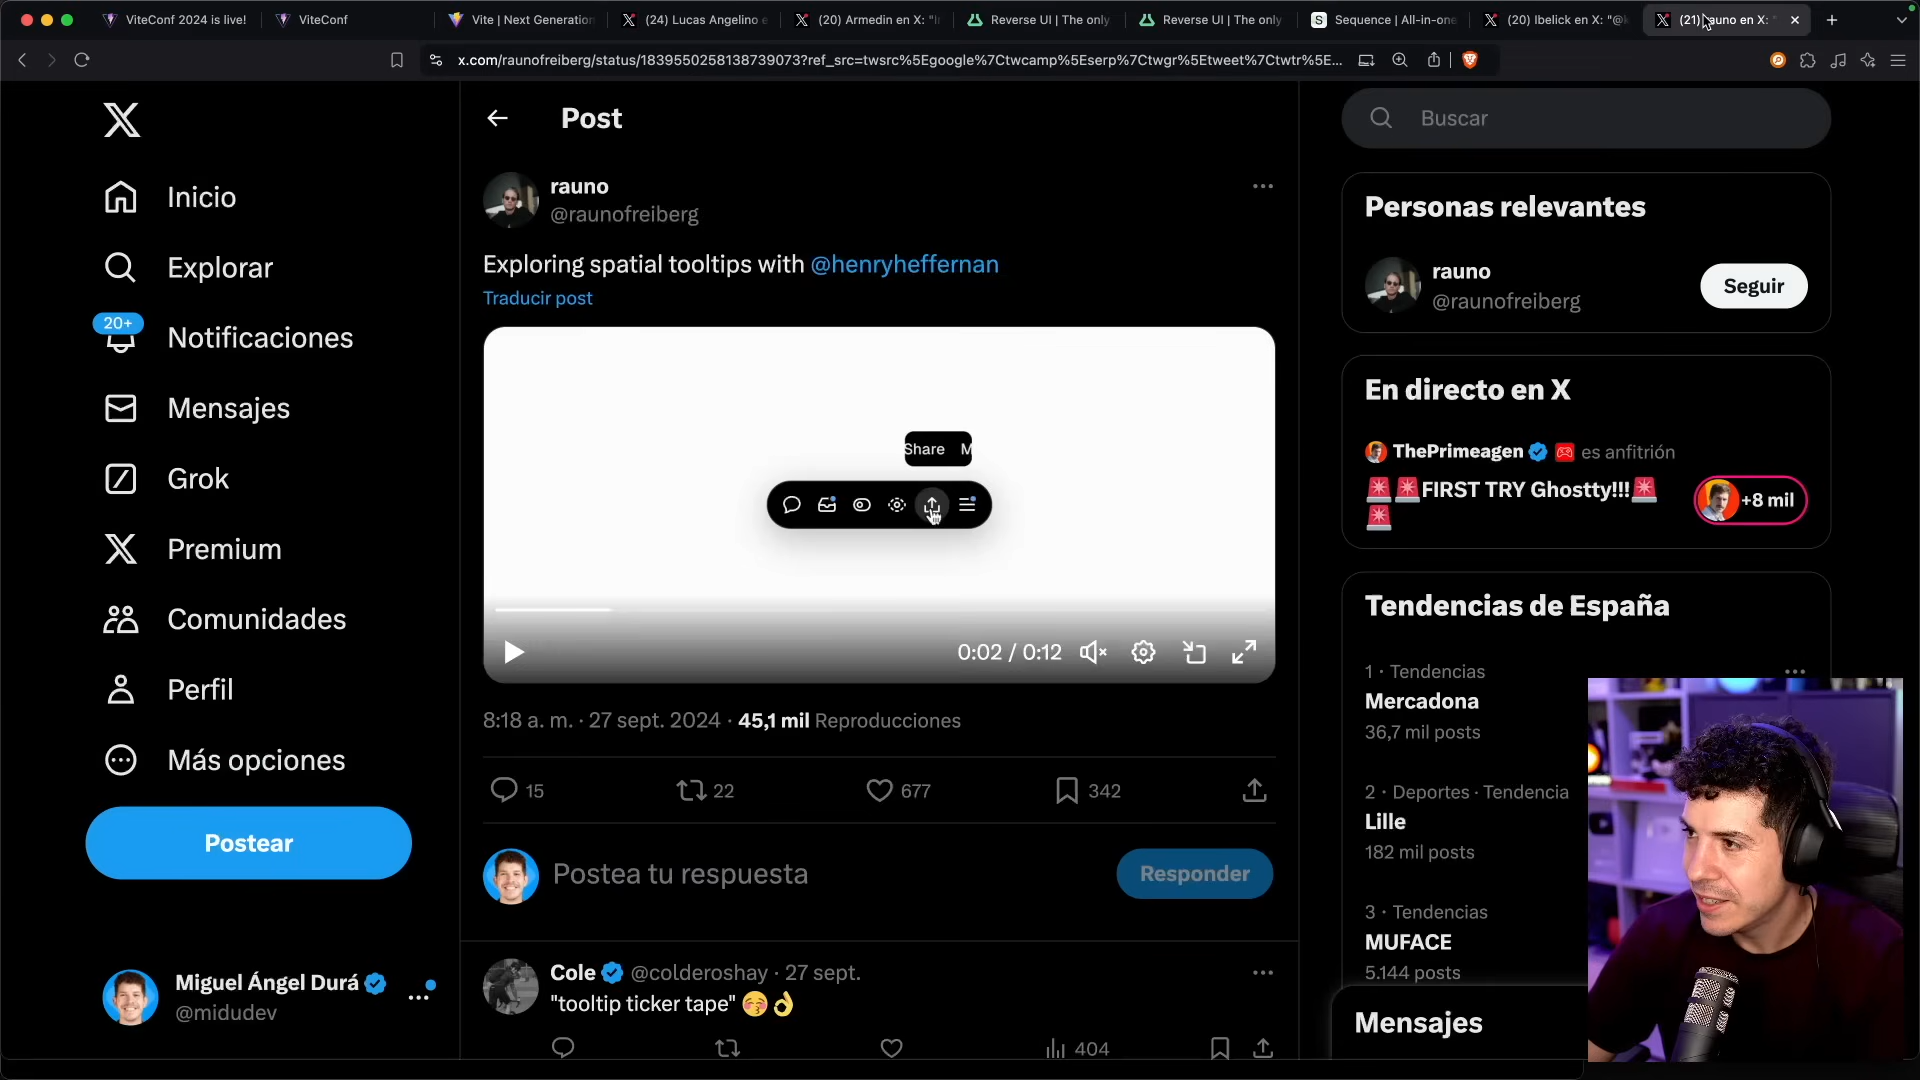 ViteConf 2024 is live!
ViteConf
Vite | Next Generation
(24) Lucas Angelino e
(20) Armedin en X: "I
Reverse UI | The only
Reverse UI | The only
Sequence | All-in-one
(20) Ibelick en X: "@
(21) rauno en X: "
x.com/raunofreiberg/status/1839550258138739073?ref_src=twsrc%5Egoogle%7Ctwcamp%5Eserp%7Ctwgr%5Etweet%7Ctwtr%5E...
Inicio
Explorar
20+
Notificaciones
Mensajes
Grok
Premium
Comunidades
Perfil
Más opciones
Postear
Miguel Ángel Durá
@midudev
Post
rauno
@raunofreiberg
Exploring spatial tooltips with @henryheffernan
Traducir post
Share M
0:02 / 0:12
8:18 a. m. · 27 sept. 2024 · 45,1 mil Reproducciones
15
22
677
342
Postea tu respuesta
Responder
Cole @colderoshay · 27 sept.
"tooltip ticker tape" 😚👌
404
Buscar
Personas relevantes
rauno
@raunofreiberg
Seguir
En directo en X
ThePrimeagen es anfitrión
🚨🚨FIRST TRY Ghostty!!!🚨
🚨
+8 mil
Tendencias de España
1 · Tendencias
Mercadona
36,7 mil posts
2 · Deportes · Tendencia
Lille
182 mil posts
3 · Tendencias
MUFACE
5.144 posts
Mensajes